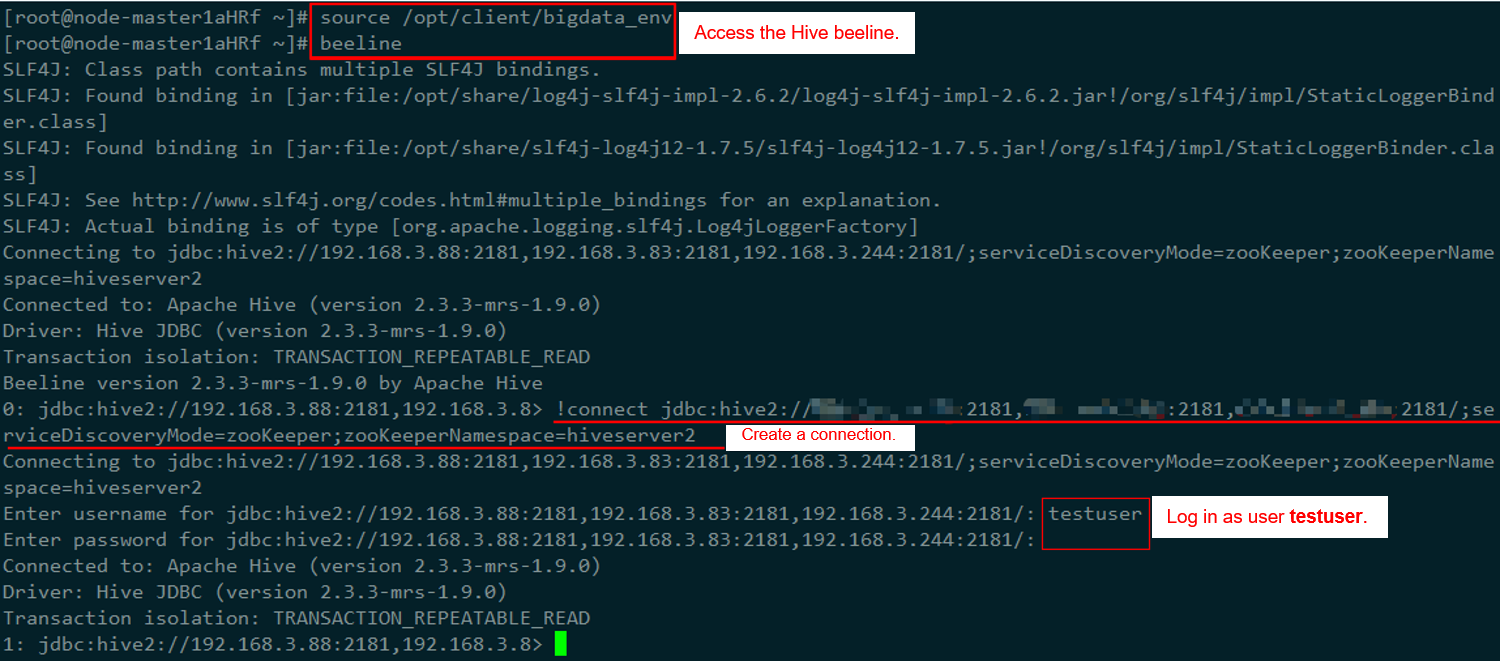 [root@node-master1aHRf ~]# source /opt/client/bigdata_env
Access the Hive beeline.
[root@node-master1aHRf ~]# beeline
SLF4J: Class path contains multiple SLF4J bindings.
SLF4J: Found binding in [jar:file:/opt/share/log4j-slf4j-impl-2.6.2/log4j-slf4j-impl-2.6.2.jar!/org/slf4j/impl/StaticLoggerBind
er.class]
SLF4J: Found binding in [jar:file:/opt/share/slf4j-log4j12-1.7.5/slf4j-log4j12-1.7.5.jar!/org/slf4j/impl/StaticLoggerBinder.cla
ss]
SLF4J: See http://www.slf4j.org/codes.html#multiple_bindings for an explanation.
SLF4J: Actual binding is of type [org.apache.logging.slf4j.Log4jLoggerFactory]
Connecting to jdbc:hive2://192.168.3.88:2181,192.168.3.83:2181,192.168.3.244:2181/;serviceDiscoveryMode=zooKeeper;zooKeeperName
space=hiveserver2
Connected to: Apache Hive (version 2.3.3-mrs-1.9.0)
Driver: Hive JDBC (version 2.3.3-mrs-1.9.0)
Transaction isolation: TRANSACTION_REPEATABLE_READ
Beeline version 2.3.3-mrs-1.9.0 by Apache Hive
0: jdbc:hive2://192.168.3.88:2181,192.168.3.8> !connect jdbc:hive2:// :2181, :2181, :2181/;se
rviceDiscoveryMode=zooKeeper;zooKeeperNamespace=hiveserver2
Create a connection.
Connecting to jdbc:hive2://192.168.3.88:2181,192.168.3.83:2181,192.168.3.244:2181/;serviceDiscoveryMode=zooKeeper;zooKeeperName
space=hiveserver2
Enter username for jdbc:hive2://192.168.3.88:2181,192.168.3.83:2181,192.168.3.244:2181/: testuser
Log in as user testuser.
Enter password for jdbc:hive2://192.168.3.88:2181,192.168.3.83:2181,192.168.3.244:2181/:
Connected to: Apache Hive (version 2.3.3-mrs-1.9.0)
Driver: Hive JDBC (version 2.3.3-mrs-1.9.0)
Transaction isolation: TRANSACTION_REPEATABLE_READ
1: jdbc:hive2://192.168.3.88:2181,192.168.3.8>